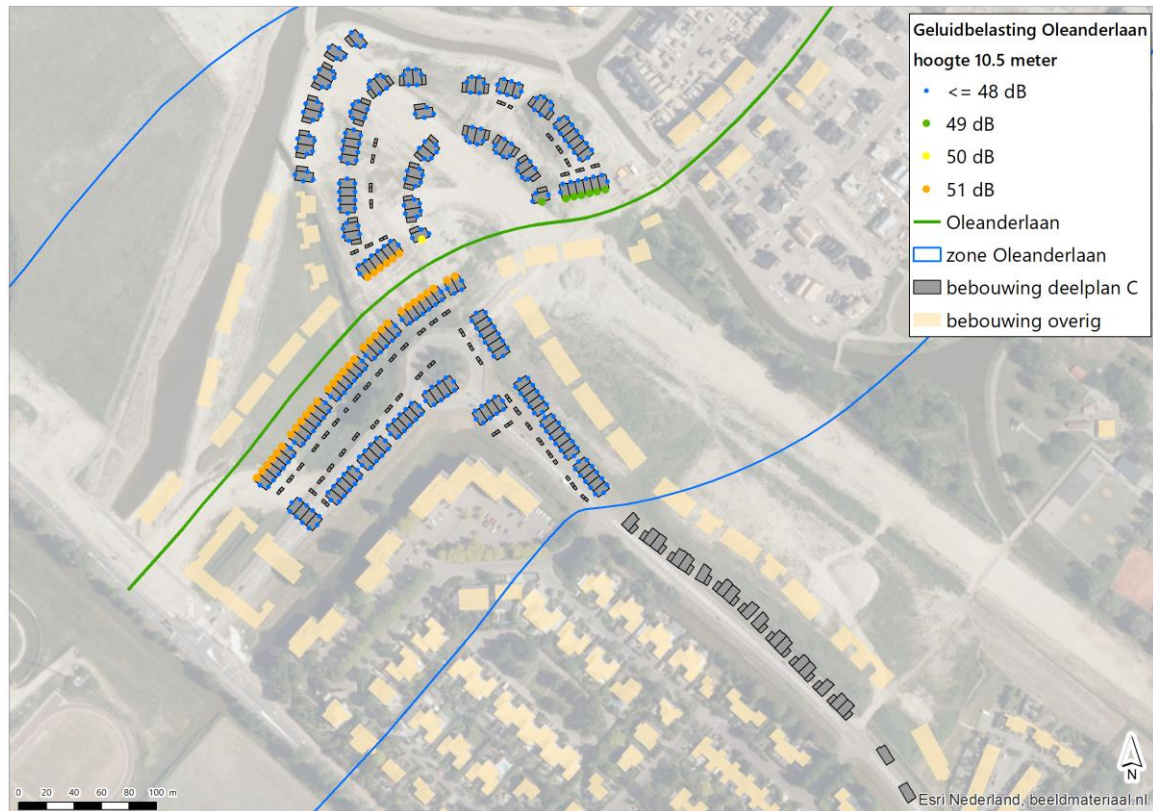 Geluidbelasting Oleanderlaan
hoogte 10.5 meter
<= 48 dB
49 dB
50 dB
51 dB
Oleanderlaan
zone Oleanderlaan
bebouwing deelplan C
bebouwing overig
0 20 40 60 80 100 m
N
Esri Nederland, beeldmateriaal.nl